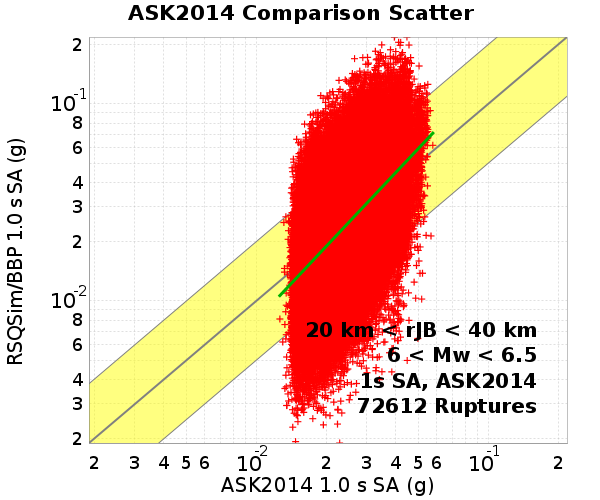 ASK2014 Comparison Scatter
RSQSim/BBP 1.0 s SA (g)
2
10-1
8
6
4
3
2
10-2
8
6
4
3
2
20 km < rJB < 40 km
6 < Mw < 6.5
1s SA, ASK2014
72612 Ruptures
2 3 4 5 6 10-2 2 3 4 5 6 10-1 2
ASK2014 1.0 s SA (g)